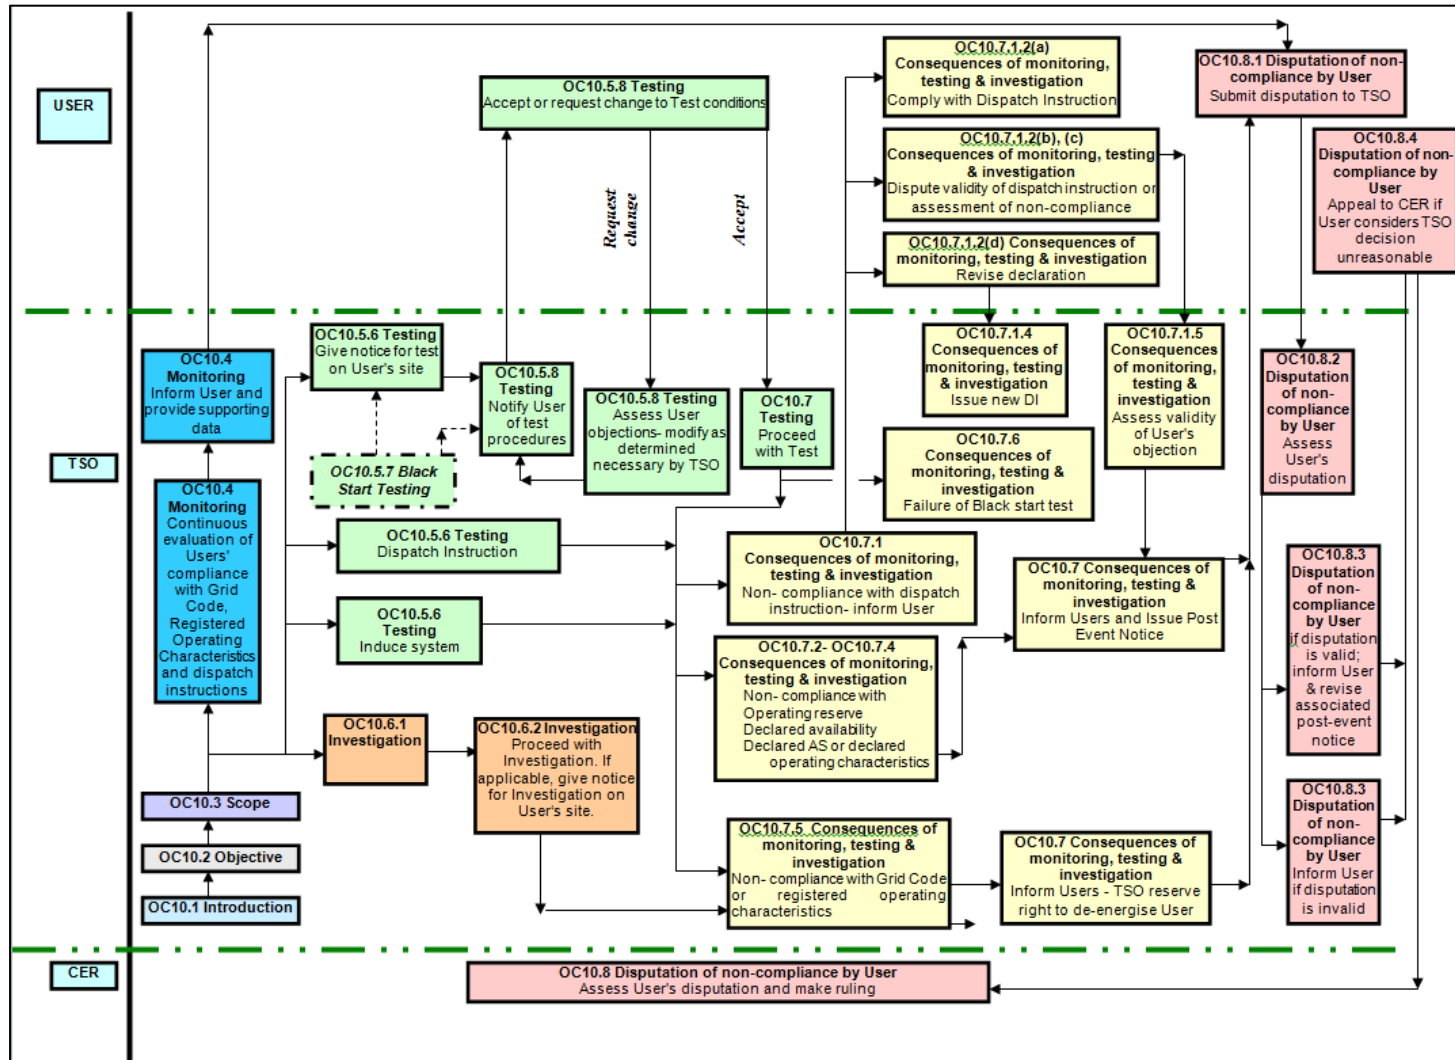 USER
TSO
CER
OC10.5.8 Testing
Accept or request change to Test conditions
Request
change
Accept
OC10.7.1.2(a)
Consequences of monitoring,
testing & investigation
Comply with Dispatch Instruction
OC10.7.1.2(b), (c)
Consequences of monitoring, testing
& investigation
Dispute validity of dispatch instruction or
assessment of non-compliance
OC10.7.1.2(d) Consequences of
monitoring, testing & investigation
Revise declaration
OC10.8.1 Disputation of non-
compliance by User
Submit disputation to TSO
OC10.8.4
Disputation of non-
compliance by
User
Appeal to CER if
User considers TSO
decision
unreasonable
OC10.4
Monitoring
Inform User and
provide supporting
data
OC10.4
Monitoring
Continuous
evaluation of
Users'
compliance
with Grid
Code,
Registered
Operating
Characteristics
and dispatch
instructions
OC10.3 Scope
OC10.2 Objective
OC10.1 Introduction
OC10.5.6 Testing
Give notice for test
on User's site
OC10.5.7 Black
Start Testing
OC10.5.8
Testing
Notify User
of test
procedures
OC10.5.8 Testing
Assess User
objections- modify as
determined
necessary by TSO
OC10.7
Testing
Proceed
with Test
OC10.5.6 Testing
Dispatch Instruction
OC10.5.6
Testing
Induce system
OC10.6.1
Investigation
OC10.6.2 Investigation
Proceed with
Investigation. If
applicable, give notice
for Investigation on
User's site.
OC10.7.1.4
Consequences of
monitoring, testing
& investigation
Issue new DI
OC10.7.6
Consequences of
monitoring, testing &
investigation
Failure of Black start test
OC10.7.1.5
Consequences
of monitoring,
testing &
investigation
Assess validity
of User's
objection
OC10.7.1
Consequences of monitoring,
testing & investigation
Non- compliance with dispatch
instruction- inform User
OC10.7.2- OC10.7.4
Consequences of monitoring,
testing & investigation
Non- compliance with
Operating reserve
Declared availability
Declared AS or declared
operating characteristics
OC10.7 Consequences of
monitoring, testing &
investigation
Inform Users and Issue Post
Event Notice
OC10.7.5 Consequences of
monitoring, testing &
investigation
Non- compliance with Grid Code
or registered operating
characteristics
OC10.7 Consequences of
monitoring, testing &
investigation
Inform Users - TSO reserve
right to de-energise User
OC10.8.2
Disputation
of non-
compliance
by User
Assess
User's
disputation
OC10.8.3
Disputation
of non-
compliance
by User
if disputation
is valid;
inform User
& revise
associated
post-event
notice
OC10.8.3
Disputation
of non-
compliance
by User
Inform User
if disputation
is invalid
OC10.8 Disputation of non-compliance by User
Assess User's disputation and make ruling